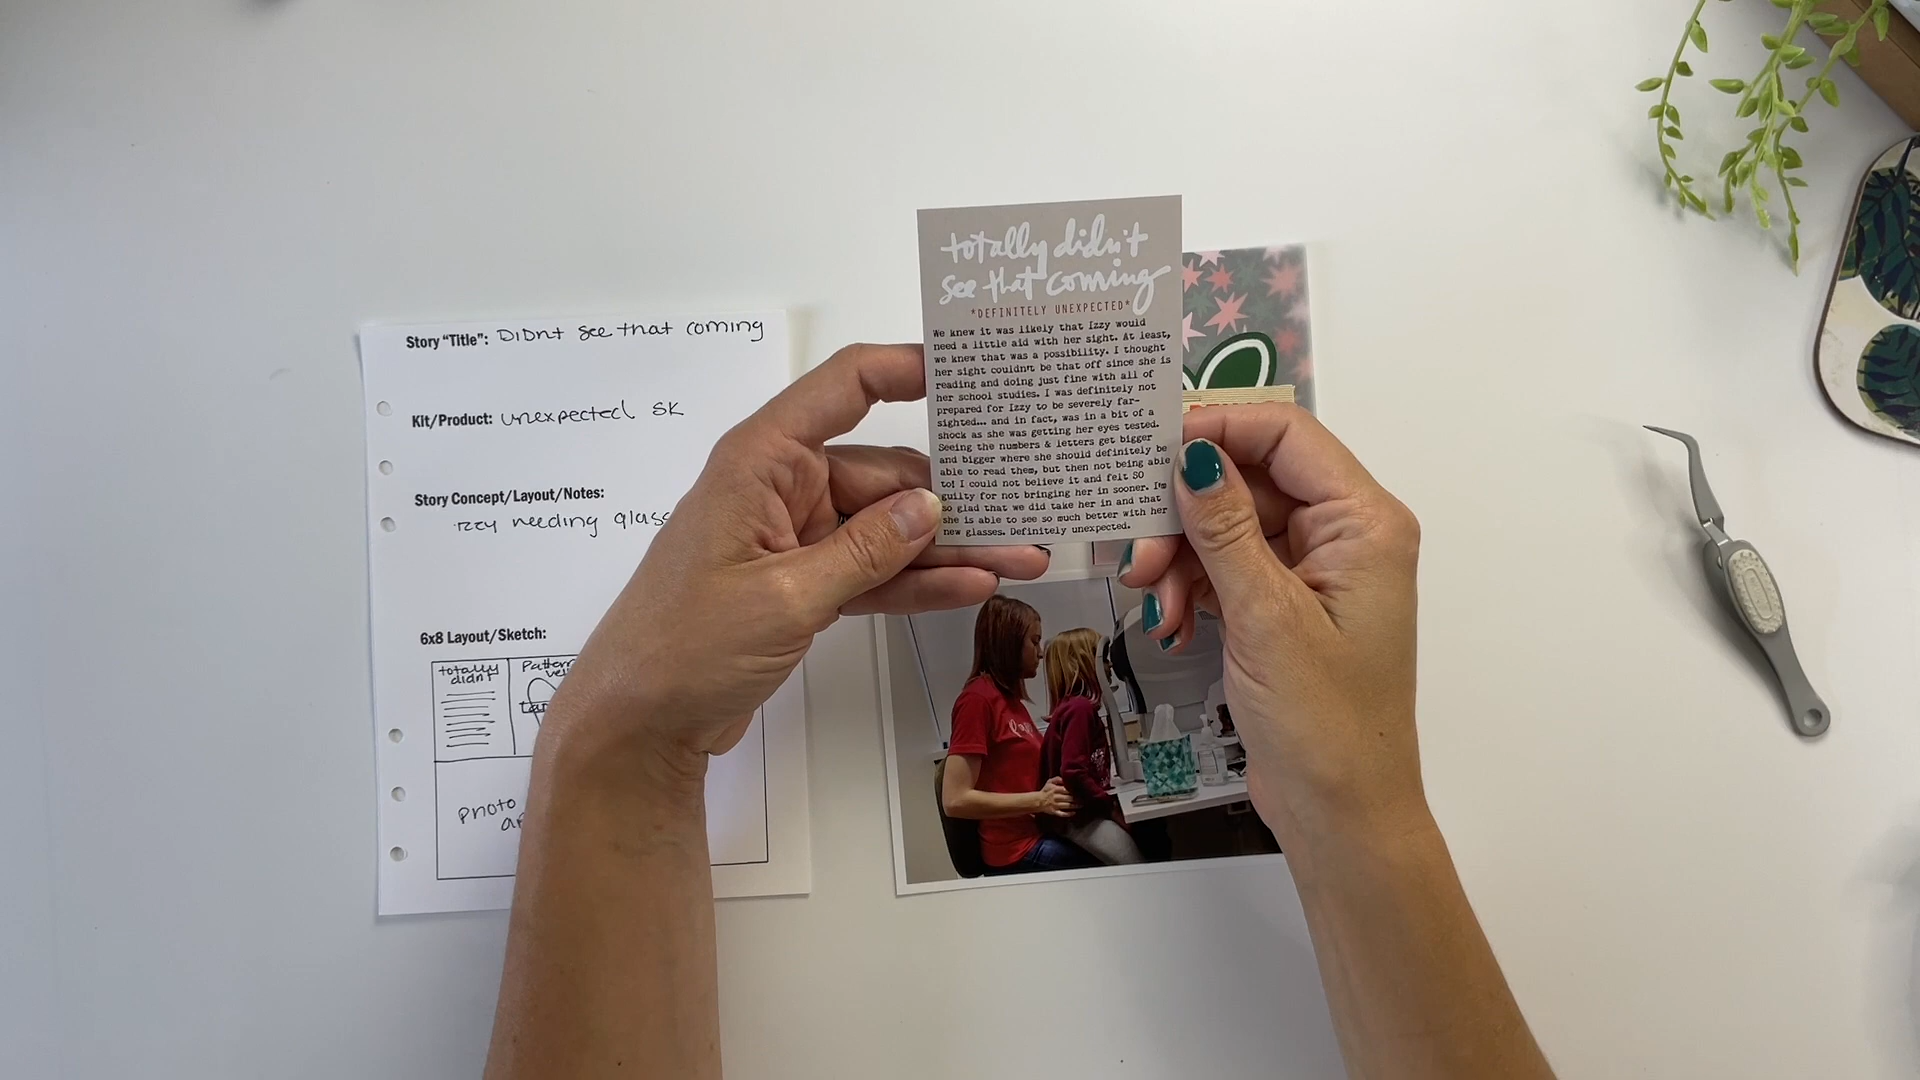 Story "Title": DIDnt see that coming
Kit/Product: unexpected SK
Story Concept/Layout/Notes:
Izzy needing glass
6x8 Layout/Sketch:
totally
didn't
Pattern
photo
totally didn't
see that coming
*DEFINITELY UNEXPECTED*
We knew it was likely that Izzy would
need a little aid with her sight. At least,
we knew that was a possibility. I thought
her sight couldn't be that off since she is
reading and doing just fine with all of
her school studies. I was definitely not
prepared for Izzy to be severely far-
sighted... and in fact, was in a bit of a
shock as she was getting her eyes tested.
Seeing the numbers & letters get bigger
and bigger where she should definitely be
able to read them, but then not being able
to! I could not believe it and felt SO
guilty for not bringing her in sooner. I'm
so glad that we did take her in and that
she is able to see so much better with her
new glasses. Definitely unexpected.